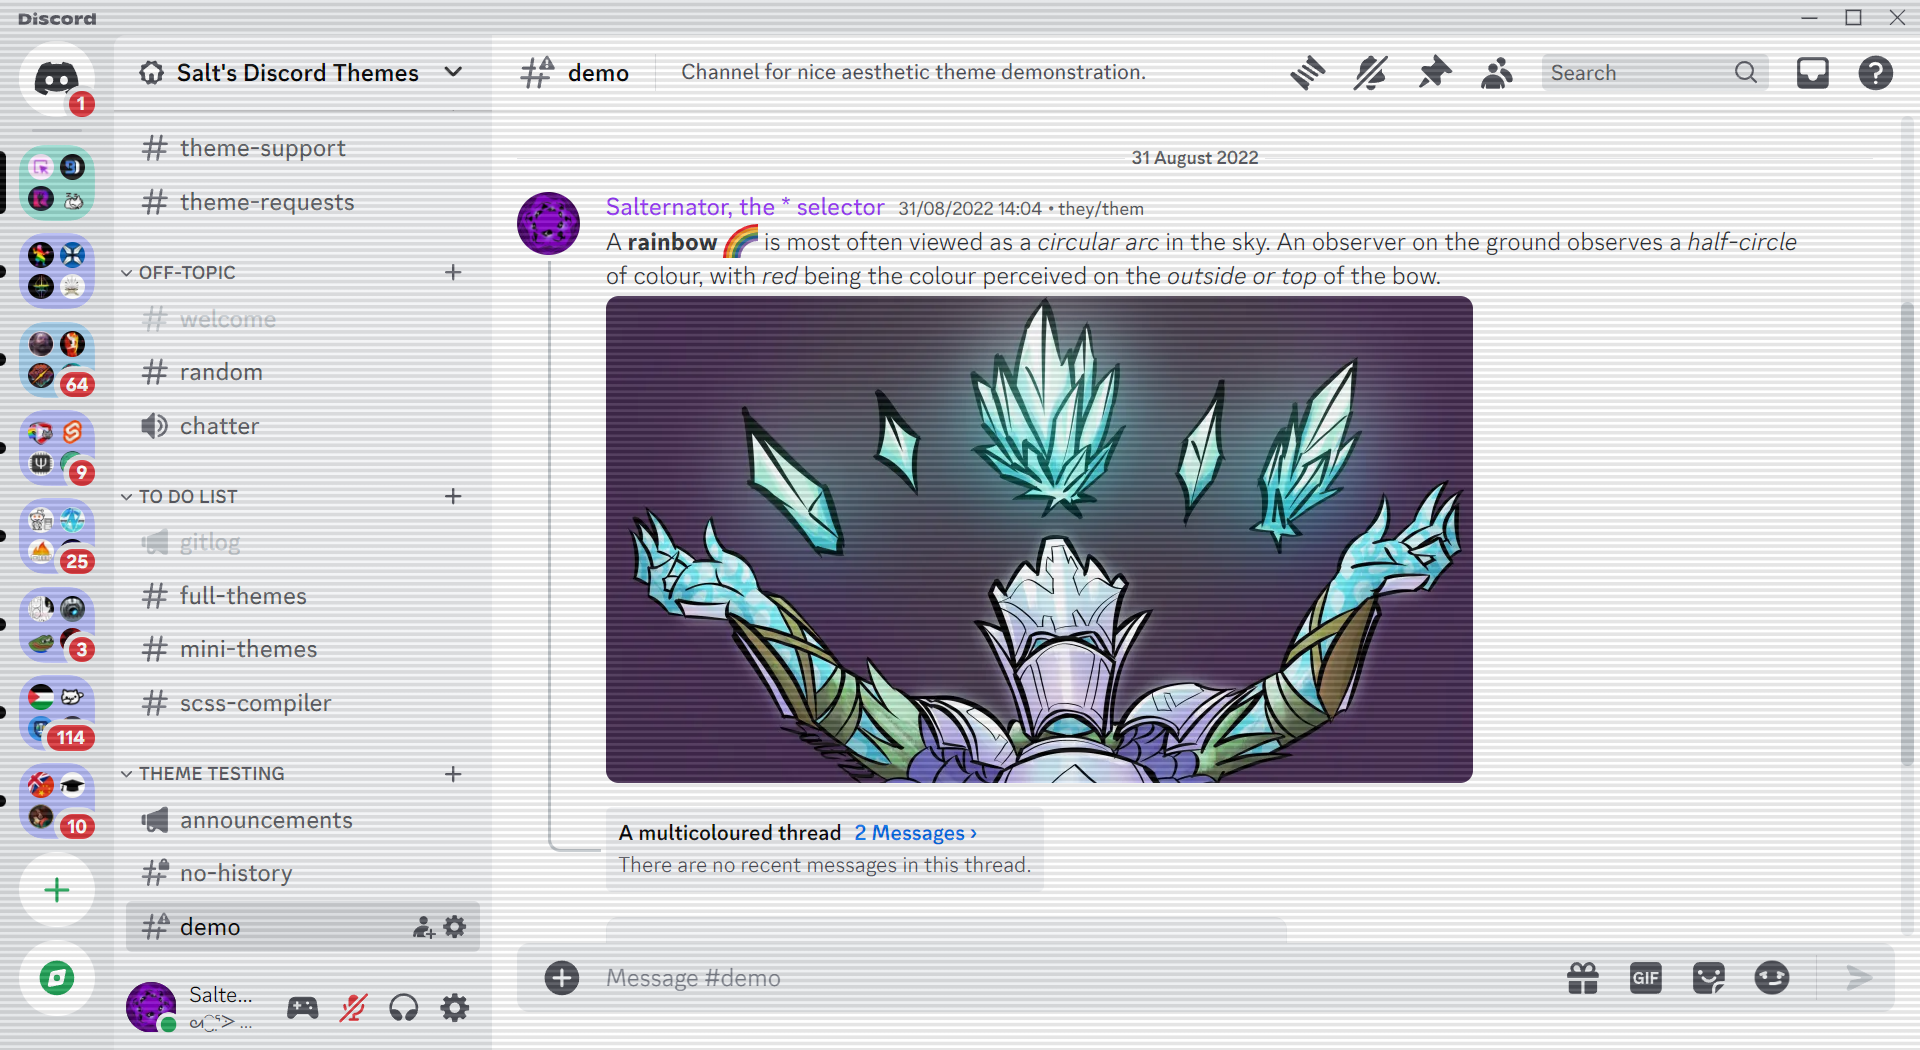 Discord
1
64
9
25
3
114
10
Salt's Discord Themes
theme-support
theme-requests
OFF-TOPIC
welcome
random
chatter
TO DO LIST
gitlog
full-themes
mini-themes
scss-compiler
THEME TESTING
announcements
no-history
demo
Salte...
demo
Channel for nice aesthetic theme demonstration.
Search
31 August 2022
Salternator, the * selector 31/08/2022 14:04 • they/them
A rainbow 🌈 is most often viewed as a circular arc in the sky. An observer on the ground observes a half-circle
of colour, with red being the colour perceived on the outside or top of the bow.
A multicoloured thread 2 Messages ›
There are no recent messages in this thread.
Message #demo
GIF